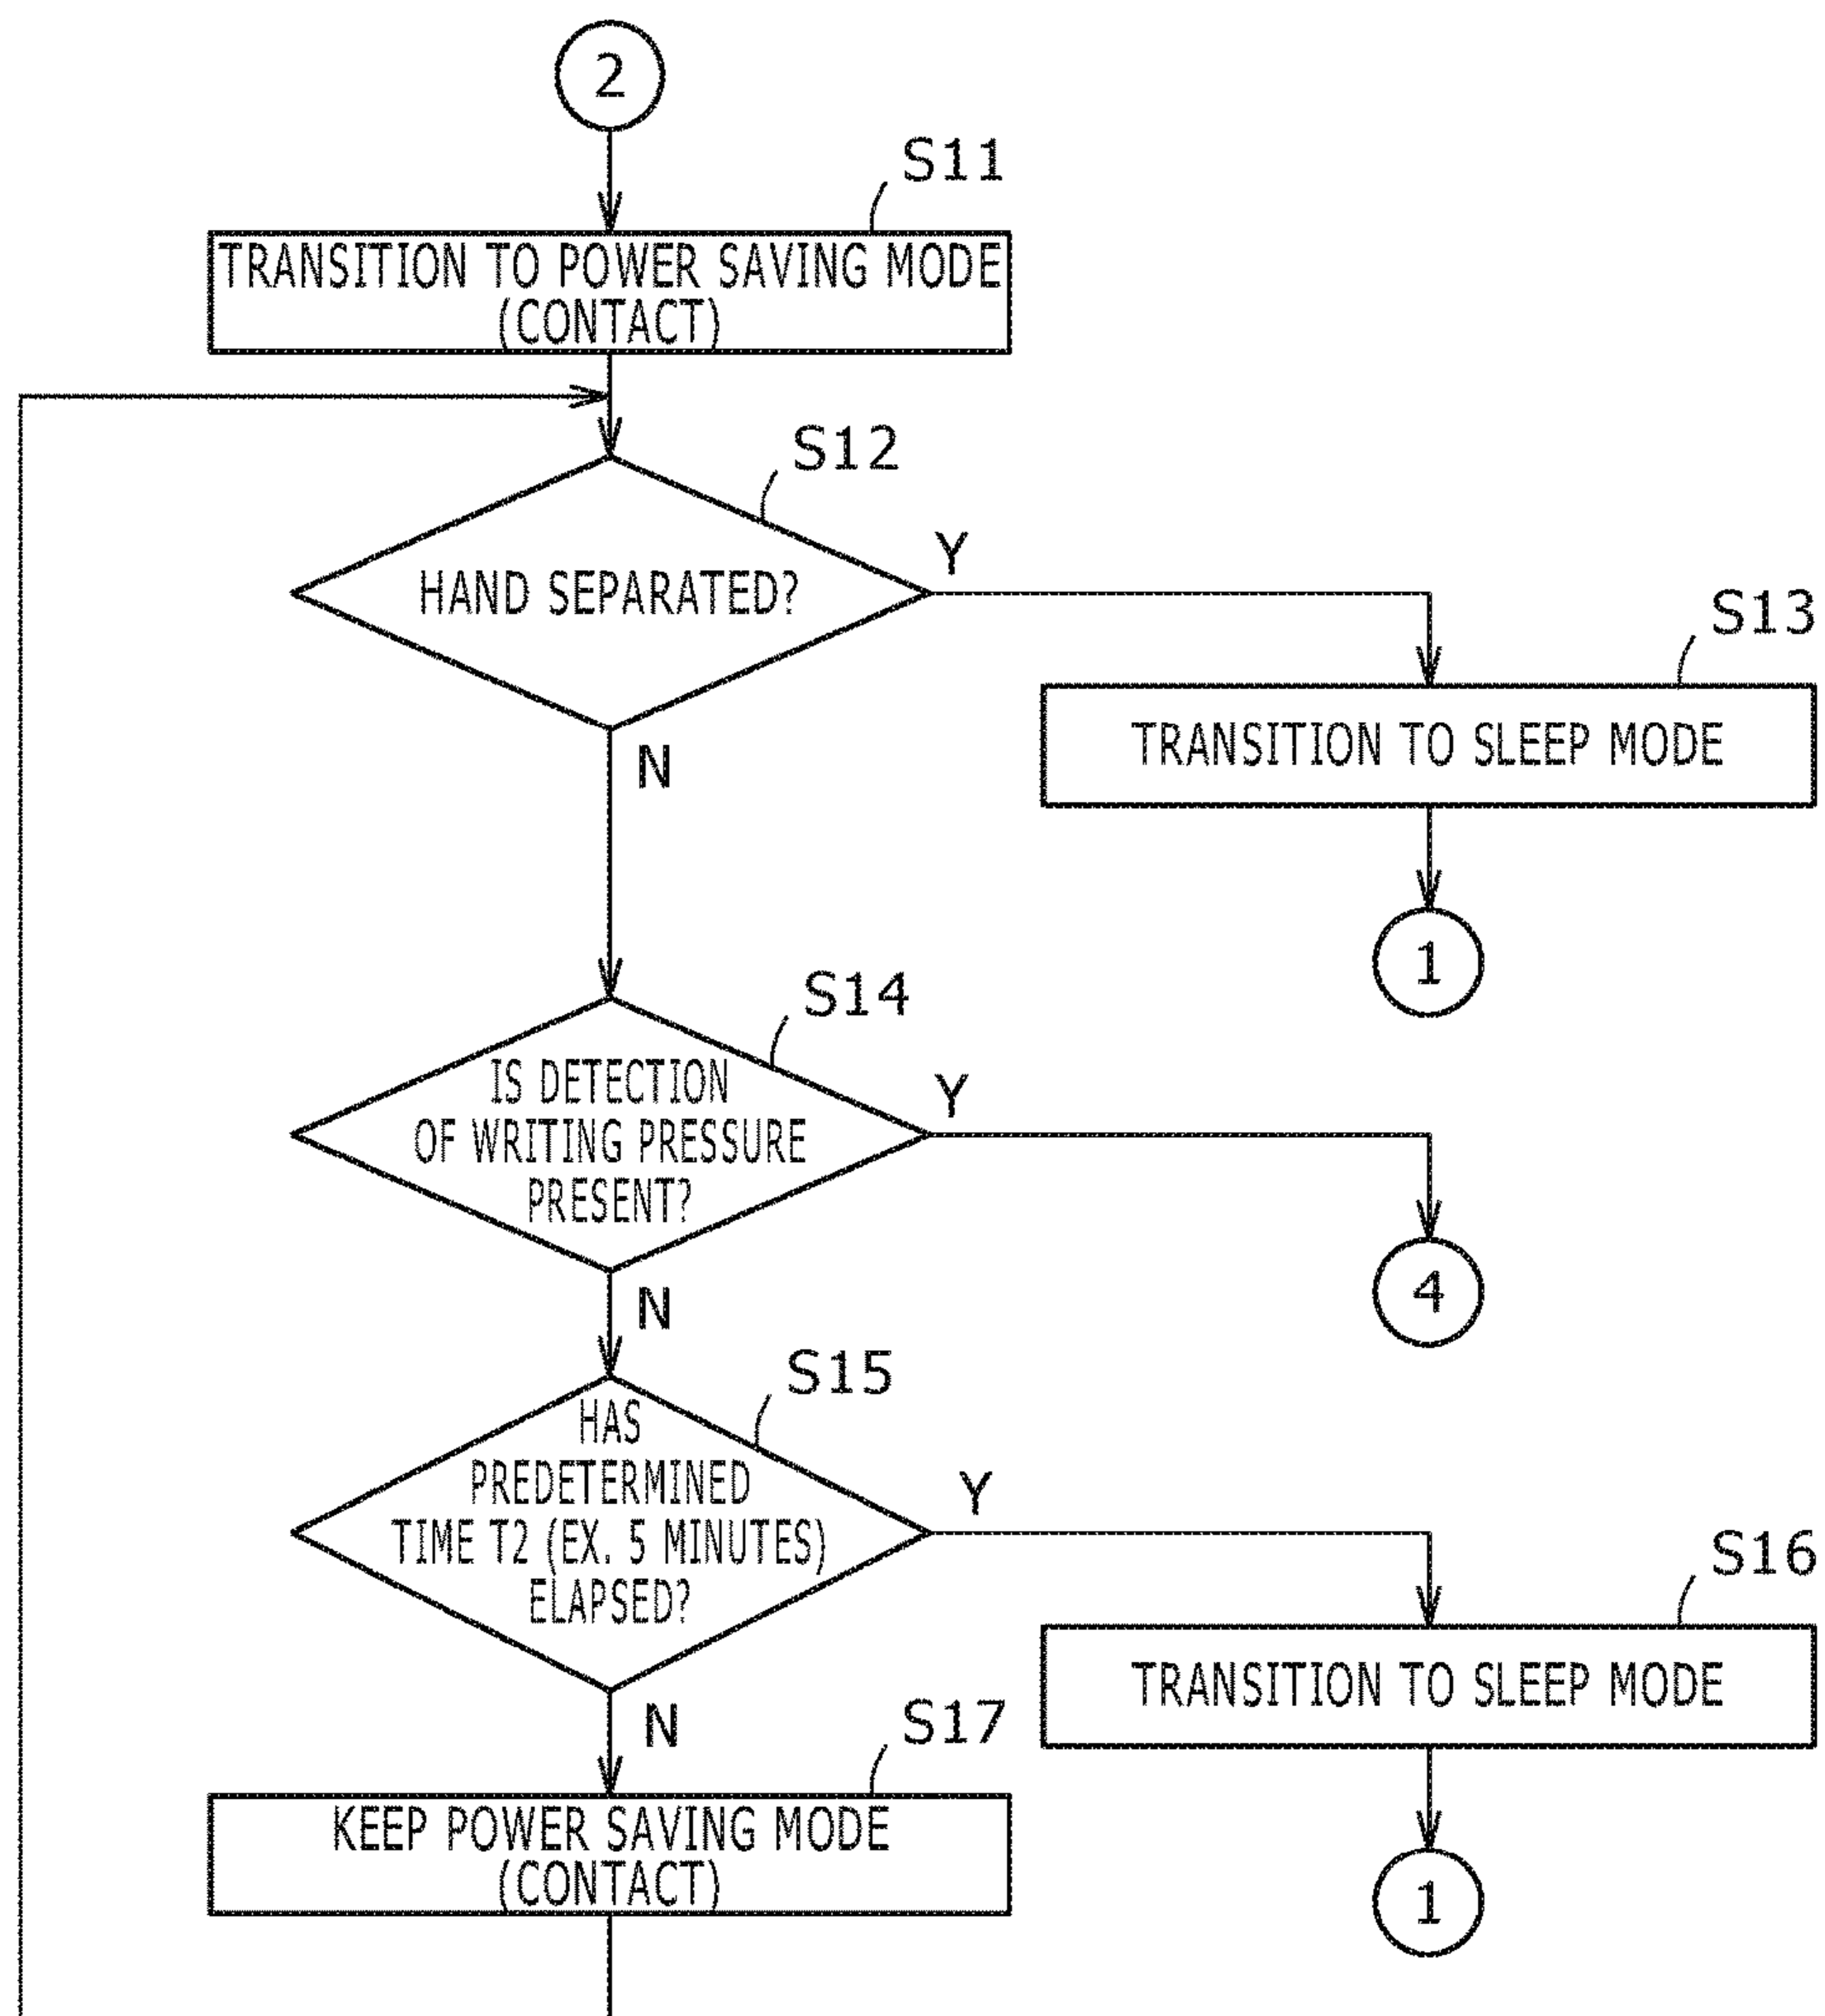 2
S11
TRANSITION TO POWER SAVING MODE
(CONTACT)
S12
HAND SEPARATED?
Y
N
S13
TRANSITION TO SLEEP MODE
1
S14
IS DETECTION
OF WRITING PRESSURE
PRESENT?
Y
N
4
S15
HAS
PREDETERMINED
TIME T2 (EX. 5 MINUTES)
ELAPSED?
Y
N
S16
TRANSITION TO SLEEP MODE
1
S17
KEEP POWER SAVING MODE
(CONTACT)